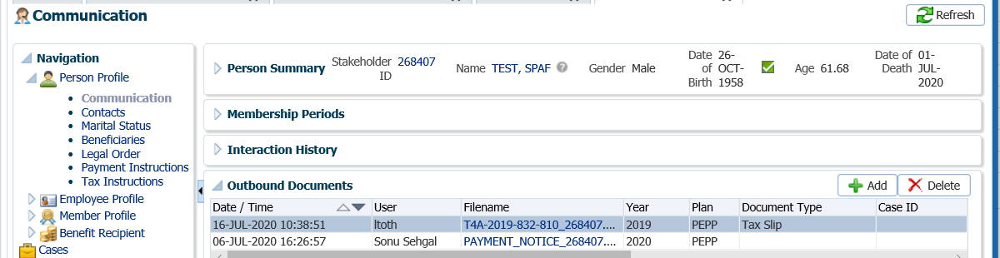 Communication
Refresh
Navigation
Person Profile
Communication
Contacts
Marital Status
Beneficiaries
Legal Order
Payment Instructions
Tax Instructions
Employee Profile
Member Profile
Benefit Recipient
Cases
Person Summary Stakeholder ID 268407 Name TEST, SPAF Gender Male Date of Birth 26-OCT-1958 Age 61.68 Date of Death 01-JUL-2020
Membership Periods
Interaction History
Outbound Documents
Add Delete
Date / Time User Filename Year Plan Document Type Case ID
16-JUL-2020 10:38:51 ltoth T4A-2019-832-810_268407.... 2019 PEPP Tax Slip
06-JUL-2020 16:26:57 Sonu Sehgal PAYMENT_NOTICE_268407.... 2020 PEPP